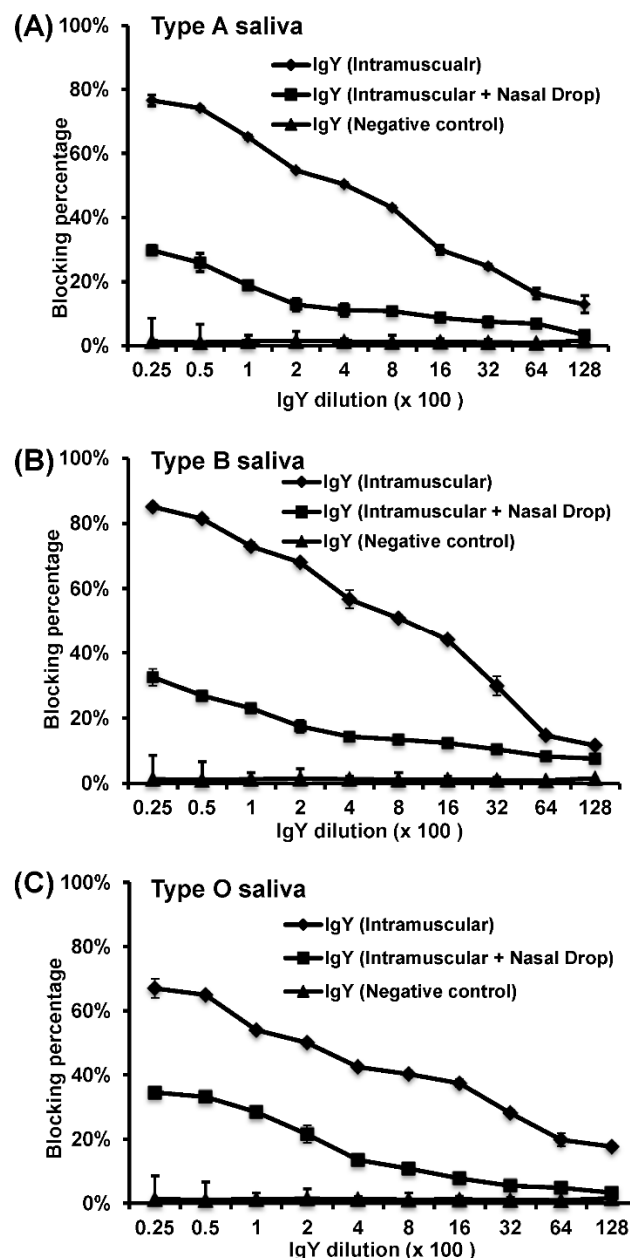 (A)
Type A saliva
100%
80%
60%
40%
20%
0%
Blocking percentage
IgY (Intramuscualr)
IgY (Intramuscular + Nasal Drop)
IgY (Negative control)
0.25 0.5 1 2 4 8 16 32 64 128
IgY dilution (x 100 )
(B)
Type B saliva
100%
80%
60%
40%
20%
0%
Blocking percentage
IgY (Intramuscular)
IgY (Intramuscular + Nasal Drop)
IgY (Negative control)
0.25 0.5 1 2 4 8 16 32 64 128
IgY dilution (x 100 )
(C)
Type O saliva
100%
80%
60%
40%
20%
0%
Blocking percentage
IgY (Intramuscular)
IgY (Intramuscular + Nasal Drop)
IgY (Negative control)
0.25 0.5 1 2 4 8 16 32 64 128
IgY dilution (x 100 )